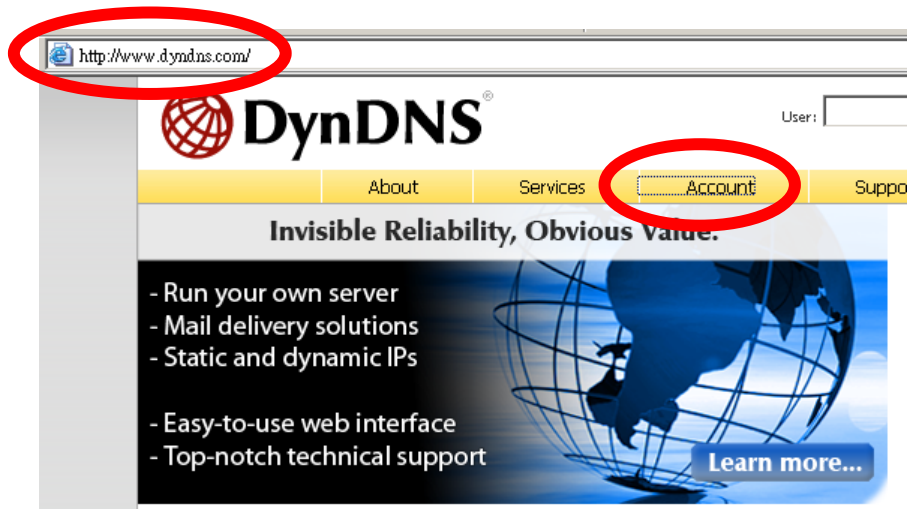 http://www.dyndns.com/
DynDNS®
User:
About Services Account
Invisible Reliability, Obvious Value.
- Run your own server
- Mail delivery solutions
- Static and dynamic IPs
- Easy-to-use web interface
- Top-notch technical support
Learn more...